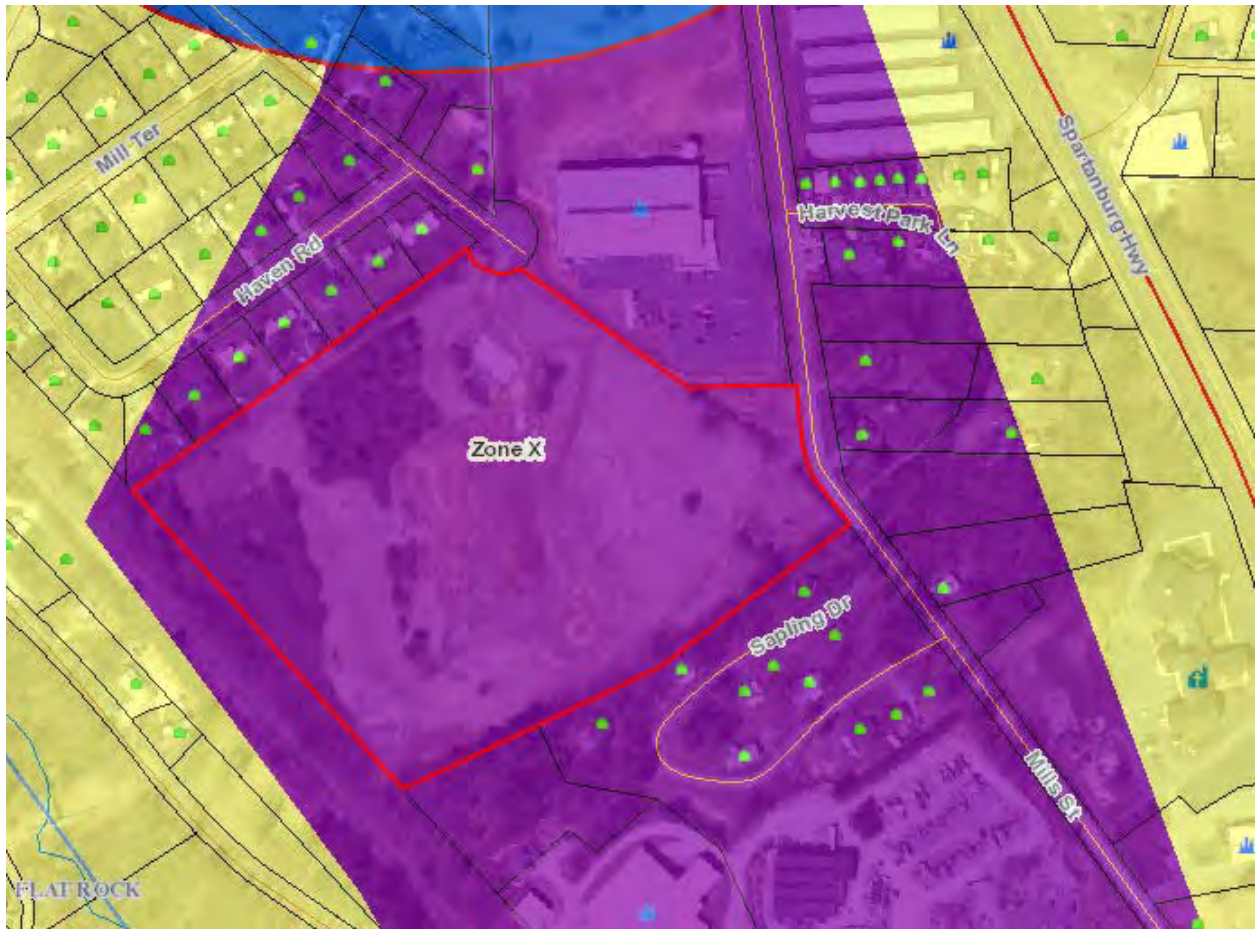 Mill Ter
Spartanburg Hwy
Harvest Park Ln
Haven Rd
Zone X
Sapling Dr
Mills St
FLAT ROCK